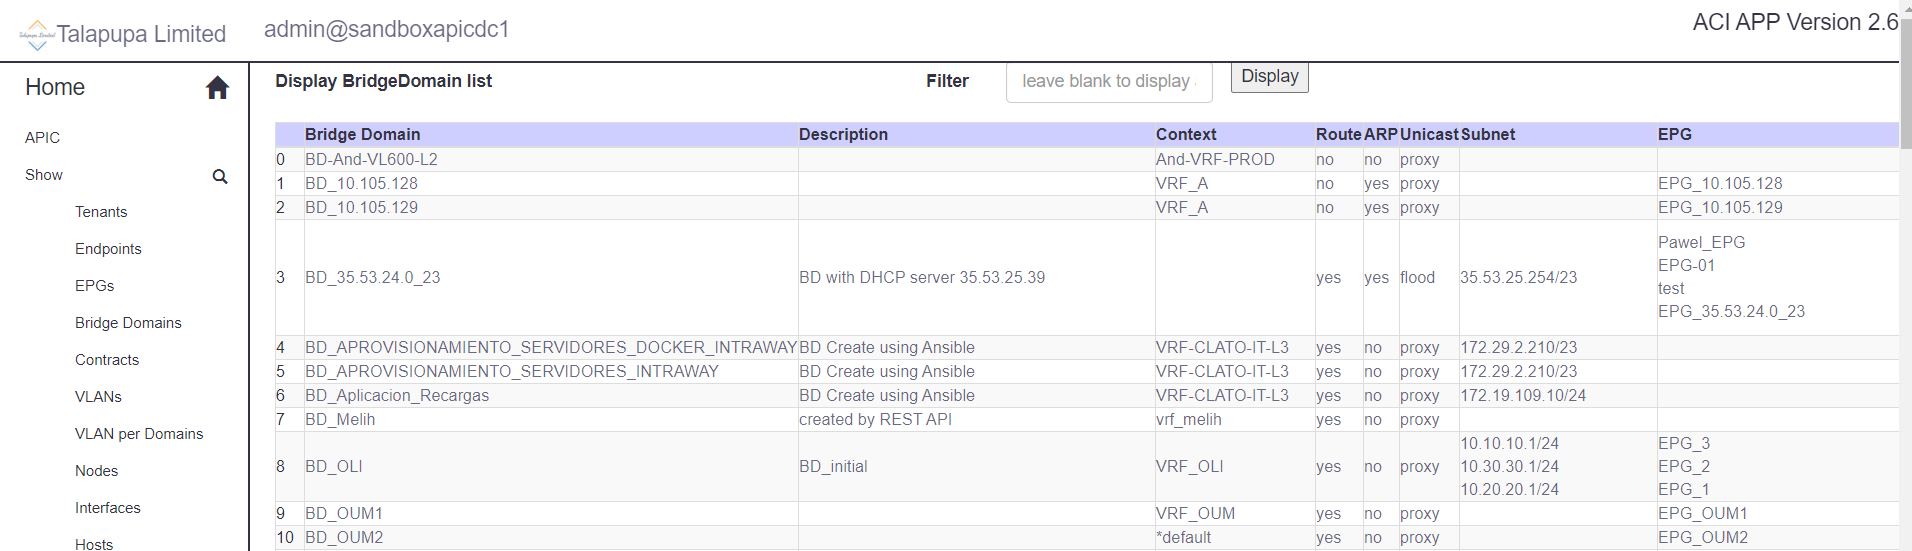 Talapupa Limited
Talapupa Limited
admin@sandboxapicdc1
ACI APP Version 2.6
Home
APIC
Show
Tenants
Endpoints
EPGs
Bridge Domains
Contracts
VLANs
VLAN per Domains
Nodes
Interfaces
Hosts
Display BridgeDomain list
Filter
leave blank to display
Display
Bridge Domain Description Context Route ARP Unicast Subnet EPG
0 BD-And-VL600-L2 And-VRF-PROD no no proxy
1 BD_10.105.128 VRF_A no yes proxy EPG_10.105.128
2 BD_10.105.129 VRF_A no yes proxy EPG_10.105.129
3 BD_35.53.24.0_23 BD with DHCP server 35.53.25.39 yes yes flood 35.53.25.254/23
Pawel_EPG
EPG-01
test
EPG_35.53.24.0_23
4 BD_APROVISIONAMIENTO_SERVIDORES_DOCKER_INTRAWAY BD Create using Ansible VRF-CLATO-IT-L3 yes no proxy 172.29.2.210/23
5 BD_APROVISIONAMIENTO_SERVIDORES_INTRAWAY BD Create using Ansible VRF-CLATO-IT-L3 yes no proxy 172.29.2.210/23
6 BD_Aplicacion_Recargas BD Create using Ansible VRF-CLATO-IT-L3 yes no proxy 172.19.109.10/24
7 BD_Melih created by REST API vrf_melih yes no proxy
8 BD_OLI BD_initial VRF_OLI yes no proxy
10.10.10.1/24 EPG_3
10.30.30.1/24 EPG_2
10.20.20.1/24 EPG_1
9 BD_OUM1 VRF_OUM yes no proxy EPG_OUM1
10 BD_OUM2 *default yes no proxy EPG_OUM2